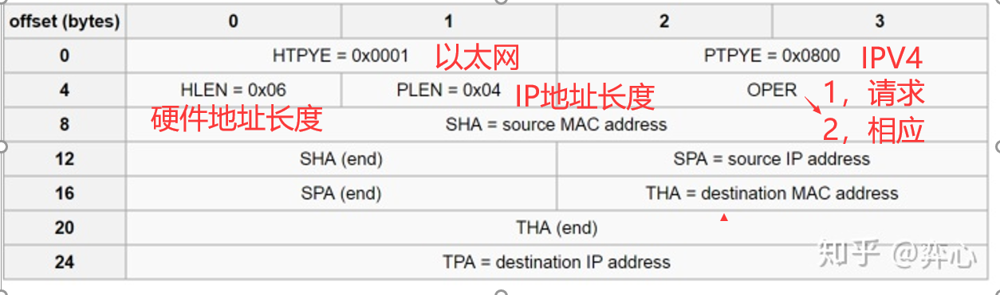 offset (bytes) 0 1 2 3
0 HTPYE = 0x0001 以太网 PTPYE = 0x0800 IPV4
4 HLEN = 0x06 PLEN = 0x04 IP地址长度 OPER 1，请求
硬件地址长度
8 SHA = source MAC address 2，相应
12 SHA (end) SPA = source IP address
16 SPA (end) THA = destination MAC address
20 THA (end)
24 TPA = destination IP address
知乎 @弈心